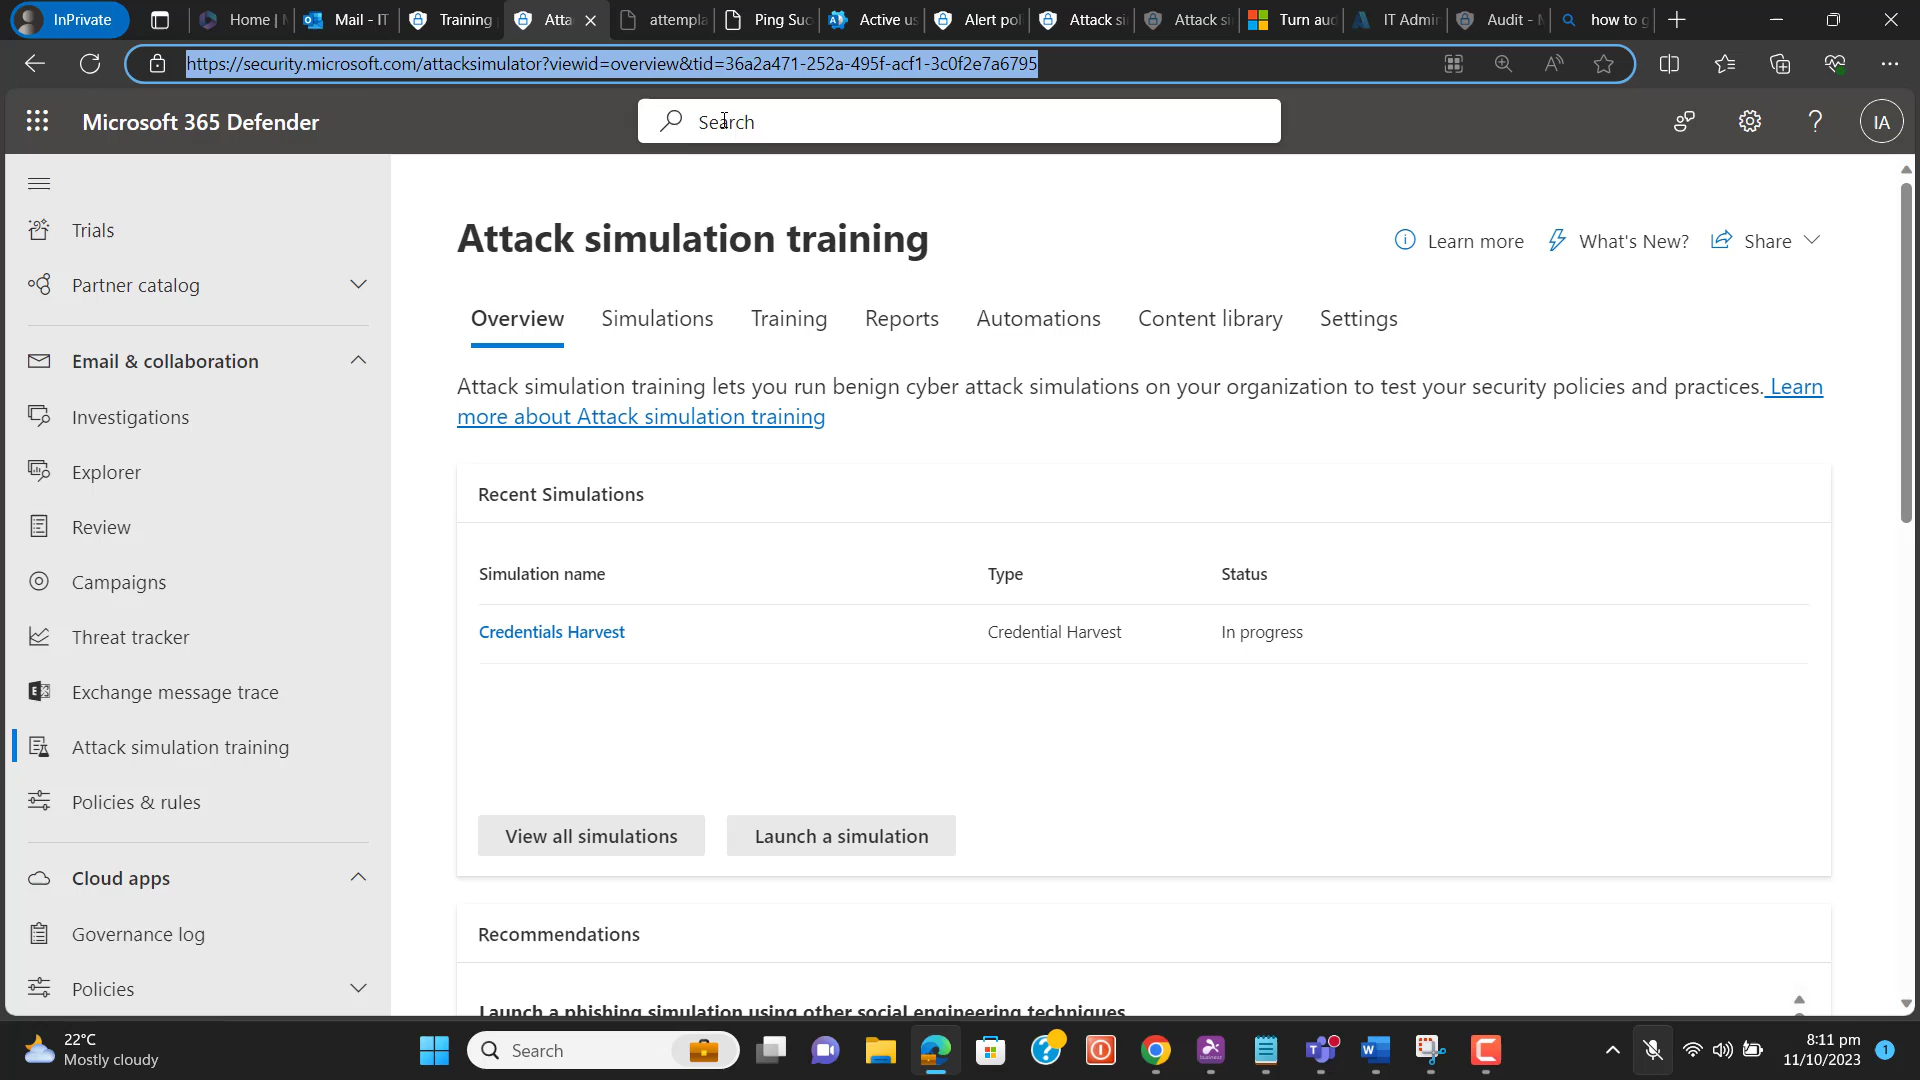 InPrivate
Home |
Mail - IT
Training
Atta
attempla
Ping Suc
Active us
Alert pol
Attack si
Attack si
Turn aud
IT Admin
Audit -
how to g
https://security.microsoft.com/attacksimulator?viewid=overview&tid=36a2a471-252a-495f-acf1-3c0f2e7a6795
Microsoft 365 Defender
Search
IA
Trials
Partner catalog
Email & collaboration
Investigations
Explorer
Review
Campaigns
Threat tracker
Exchange message trace
Attack simulation training
Policies & rules
Cloud apps
Governance log
Policies
Attack simulation training
Learn more
What's New?
Share
Overview
Simulations
Training
Reports
Automations
Content library
Settings
Attack simulation training lets you run benign cyber attack simulations on your organization to test your security policies and practices. Learn
more about Attack simulation training
Recent Simulations
Simulation name
Type
Status
Credentials Harvest
Credential Harvest
In progress
View all simulations
Launch a simulation
Recommendations
Launch a phishing simulation using other social engineering techniques
22°C
Mostly cloudy
Search
8:11 pm
11/10/2023
1